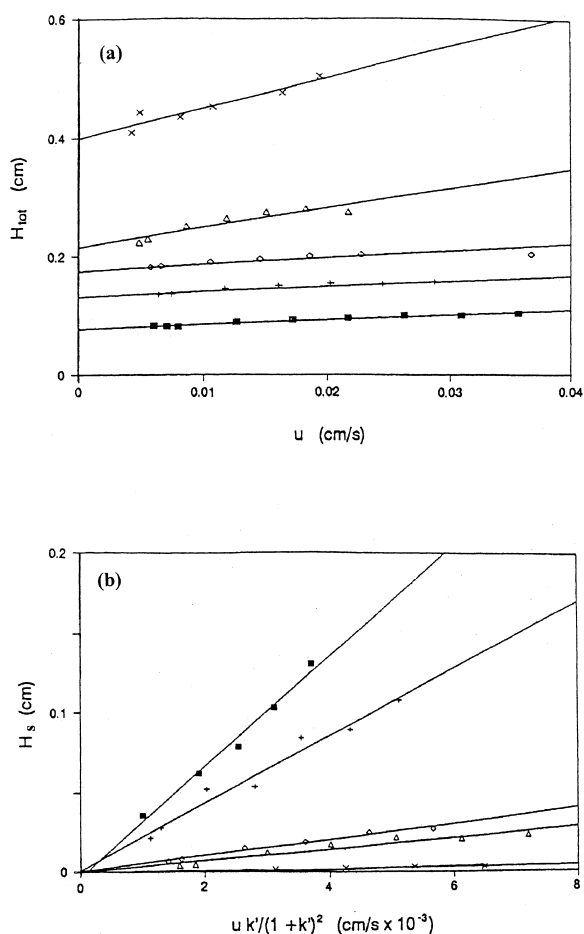 (a)
0.6
0.4
0.2
0
H_tot (cm)
0 0.01 0.02 0.03 0.04
u (cm/s)
(b)
0.2
0.1
0
H_s (cm)
0 2 4 6 8
u k'/(1 + k')² (cm/s x 10⁻³)